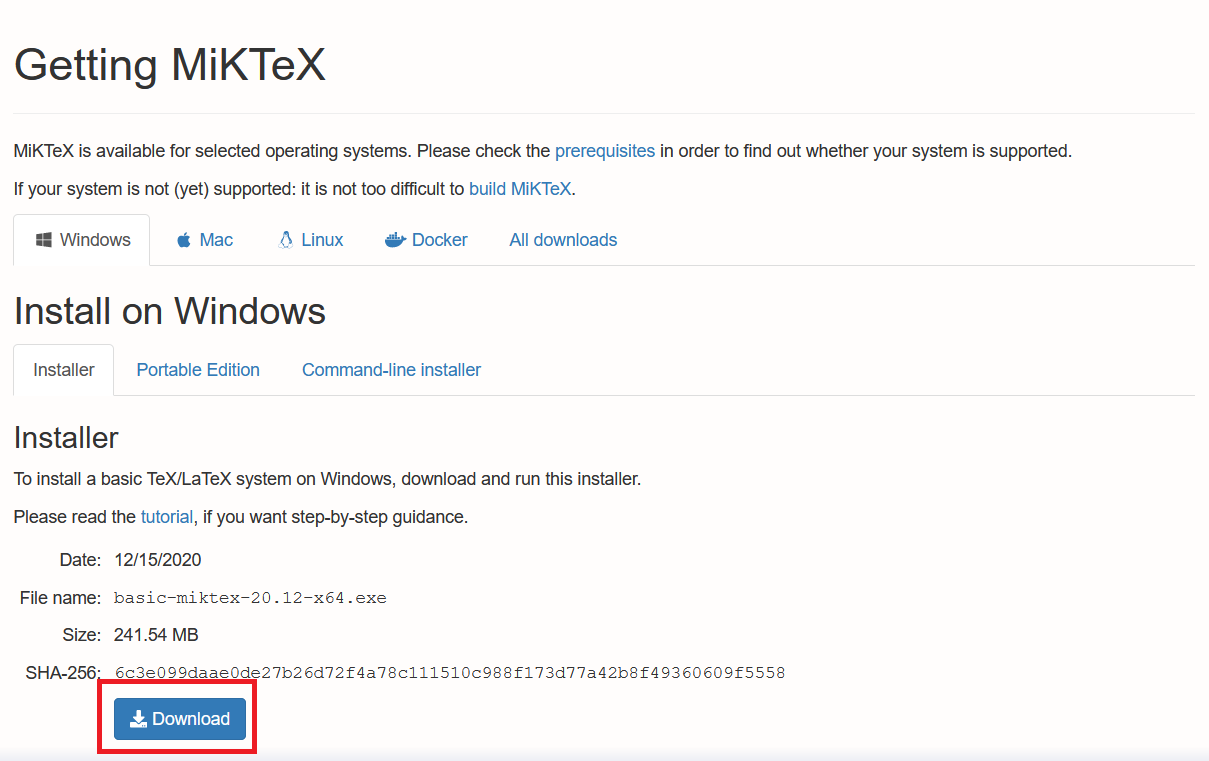 Getting MiKTeX
MiKTeX is available for selected operating systems. Please check the prerequisites in order to find out whether your system is supported.
If your system is not (yet) supported: it is not too difficult to build MiKTeX.
Windows Mac Linux Docker All downloads
Install on Windows
Installer Portable Edition Command-line installer
Installer
To install a basic TeX/LaTeX system on Windows, download and run this installer.
Please read the tutorial, if you want step-by-step guidance.
Date: 12/15/2020
File name: basic-miktex-20.12-x64.exe
Size: 241.54 MB
SHA-256: 6c3e099daae0de27b26d72f4a78c111510c988f173d77a42b8f49360609f5558
Download